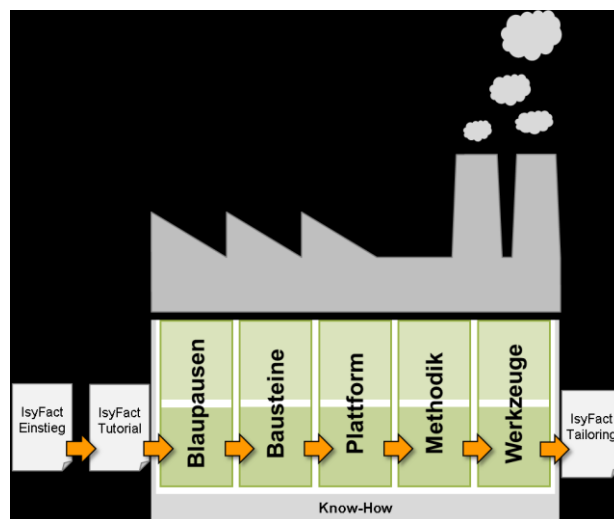 IsyFact
Einstieg
IsyFact
Tutorial
Blaupausen
Bausteine
Plattform
Methodik
Werkzeuge
IsyFact
Tailoring
Know-How